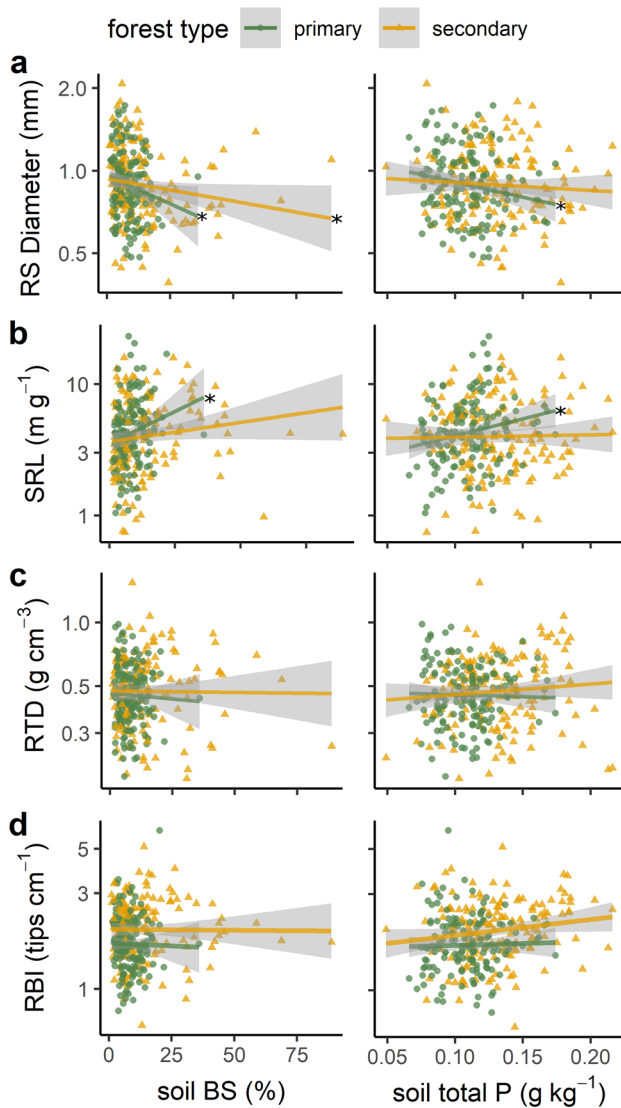 forest type primary secondary
a
RS Diameter (mm)
2.0
1.0
0.5
*
*
*
b
SRL (m g⁻¹)
10
3
1
*
*
c
RTD (g cm⁻³)
1.0
0.5
0.3
d
RBI (tips cm⁻¹)
5
3
1
0 25 50 75
0.05 0.10 0.15 0.20
soil BS (%)
soil total P (g kg⁻¹)